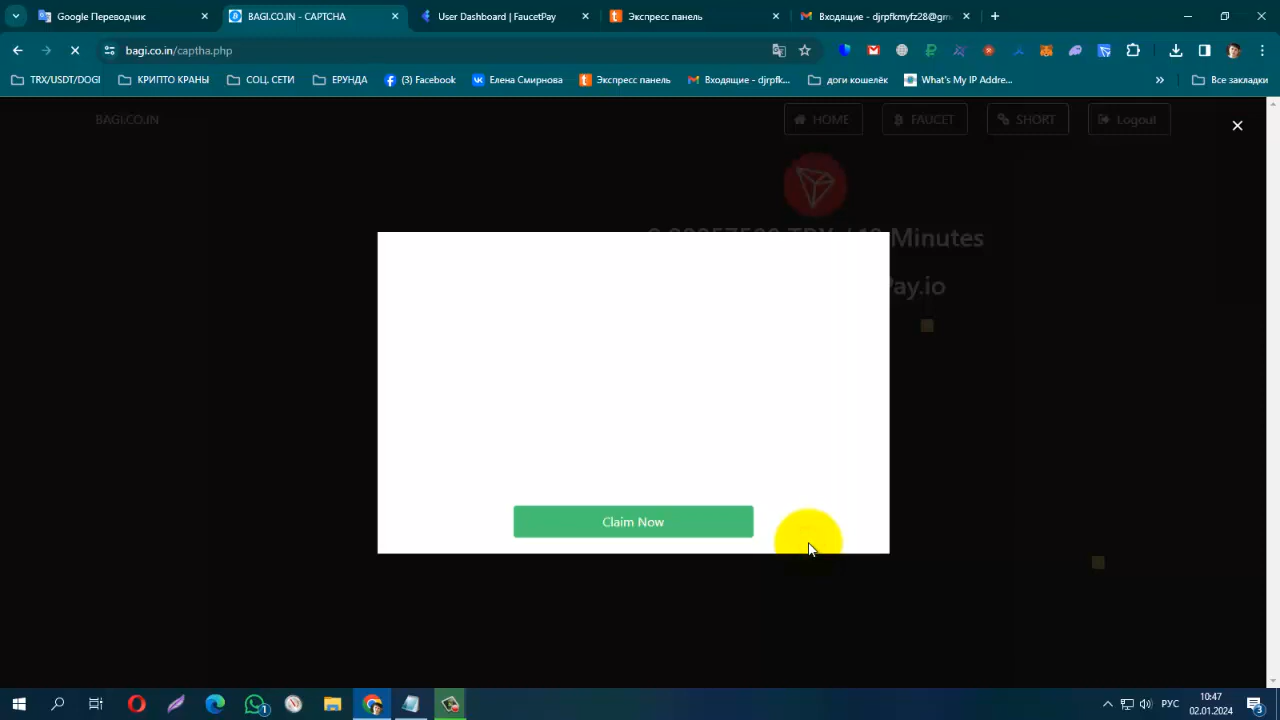 Google Переводчик
BAGI.CO.IN - CAPTCHA
User Dashboard | FaucetPay
Экспресс панель
Входящие - djrpfkmyfz28@gm
bagi.co.in/captha.php
TRX/USDT/DOGI
КРИПТО КРАНЫ
СОЦ. СЕТИ
ЕРУНДА
(3) Facebook
Елена Смирнова
Экспресс панель
Входящие - djrpfk...
доги кошелёк
What's My IP Addre...
»
Все закладки
BAGI.CO.IN
HOME
FAUCET
SHORT
Logout
Minutes
Pay.io
Claim Now
РУС
10:47
02.01.2024